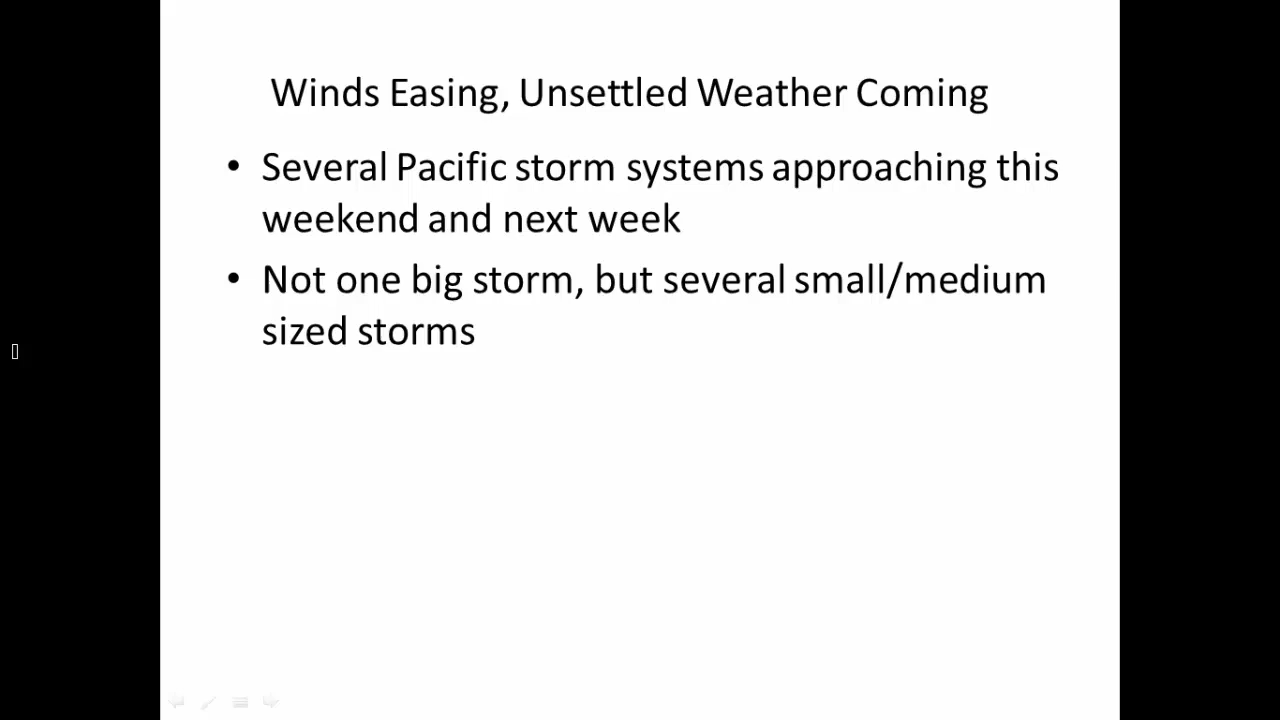 Winds Easing, Unsettled Weather Coming
• Several Pacific storm systems approaching this
weekend and next week
• Not one big storm, but several small/medium
sized storms